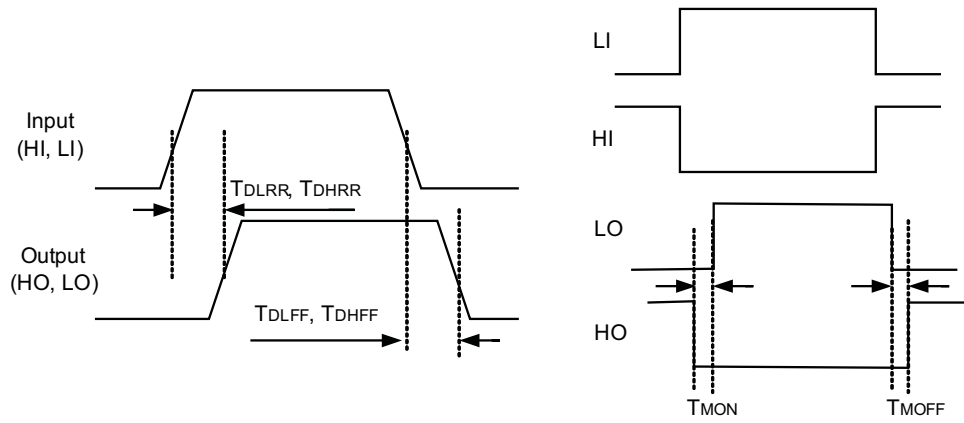 Input
(HI, LI)
TDLRR, TDHRR
Output
(HO, LO)
TDLFF, TDHFF
LI
HI
LO
HO
TMON
TMOFF